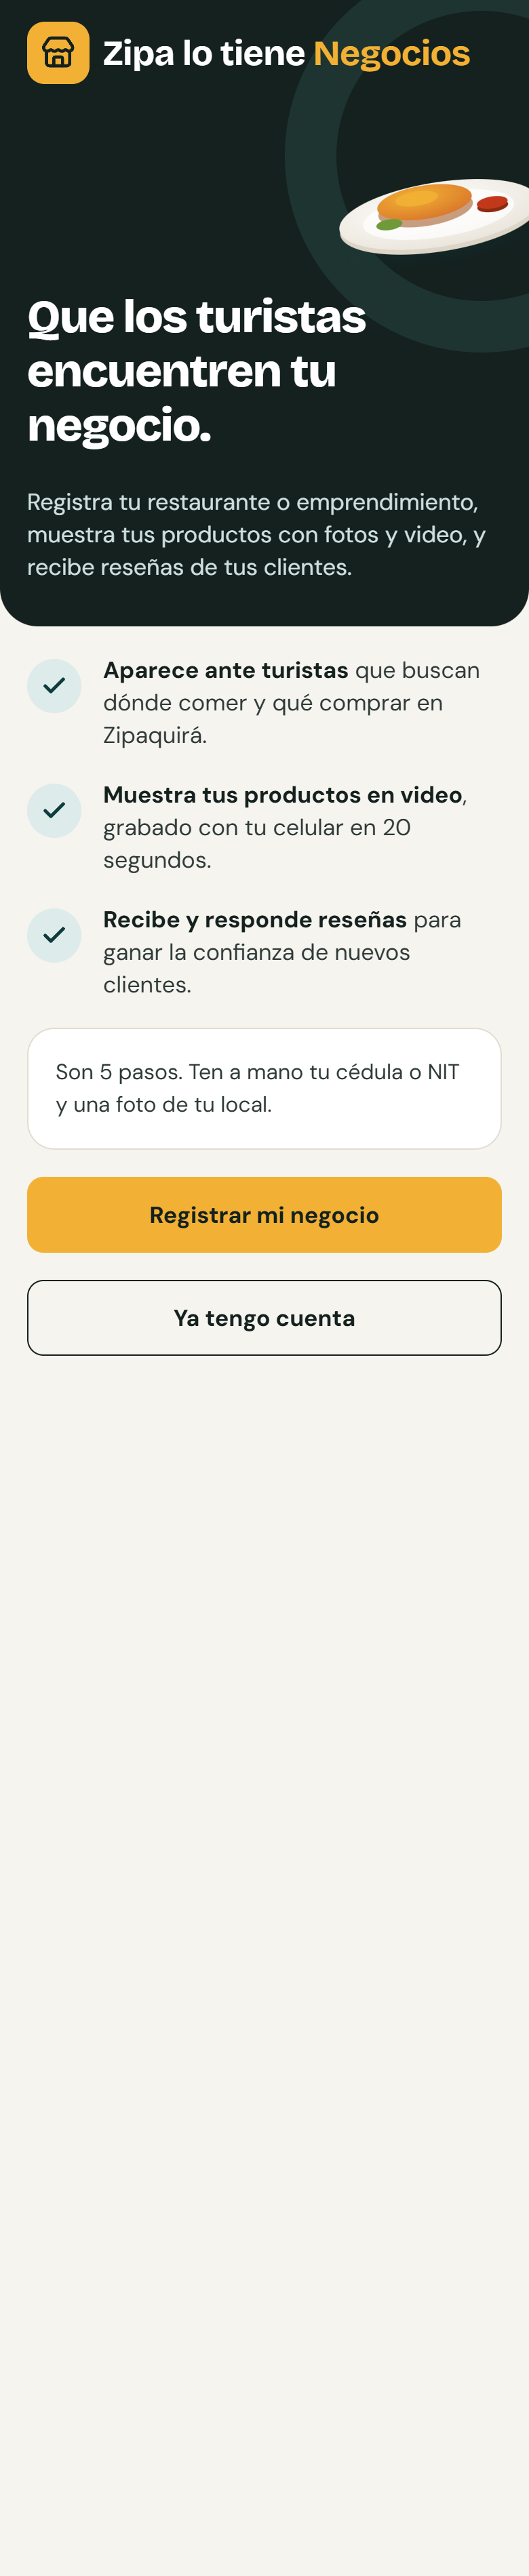 Zipa lo tiene Negocios
Que los turistas
encuentren tu
negocio.
Registra tu restaurante o emprendimiento,
muestra tus productos con fotos y video, y
recibe reseñas de tus clientes.
Aparece ante turistas que buscan
dónde comer y qué comprar en
Zipaquirá.
Muestra tus productos en video,
grabado con tu celular en 20
segundos.
Recibe y responde reseñas para
ganar la confianza de nuevos
clientes.
Son 5 pasos. Ten a mano tu cédula o NIT
y una foto de tu local.
Registrar mi negocio
Ya tengo cuenta